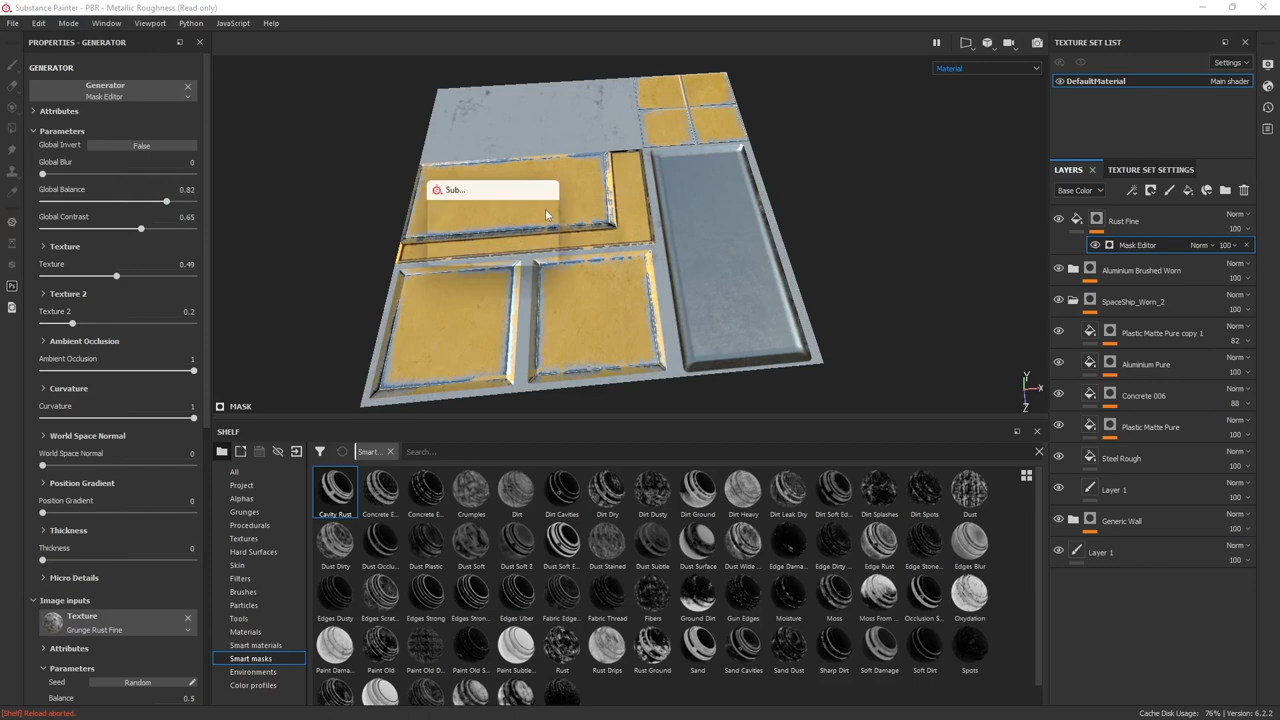 Substance Painter - PBR - Metallic Roughness (Read only)
File Edit Mode Window Viewport Python JavaScript Help
PROPERTIES - GENERATOR
GENERATOR
Generator
Mask Editor
Attributes
Parameters
Global Invert False
Global Blur 0
Global Balance 0.82
Global Contrast 0.65
Texture
Texture 0.49
Texture 2
Texture 2 0.2
Ambient Occlusion
Ambient Occlusion 1
Curvature
Curvature 1
World Space Normal
World Space Normal 0
Position Gradient
Position Gradient 0
Thickness
Thickness 0
Micro Details
Image inputs
Texture
Grunge Rust Fine
Attributes
Parameters
Seed Random
Balance 0.5
[Shelf] Reload aborted.
Material
Sub...
Y
X
Z
MASK
SHELF
Smart... Search...
All
Project
Alphas
Grunges
Procedurals
Textures
Hard Surfaces
Skin
Filters
Brushes
Particles
Tools
Materials
Smart materials
Smart masks
Environments
Color profiles
Cavity Rust Concrete E... Concrete E... Crumples Dirt Dirt Cavities Dirt Dry Dirt Dusty Dirt Ground Dirt Heavy Dirt Leak Dry Dirt Soft Ed... Dirt Splashes Dirt Spots Dust
Dust Dirty Dust Occlu... Dust Plastic Dust Soft Dust Soft 2 Dust Soft E... Dust Stained Dust Subtle Dust Surface Dust Wide ... Edge Dama... Edge Dirty ... Edge Rust Edge Stone... Edges Blur
Edges Dusty Edges Scrat... Edges Strong Edges Stron... Edges Uber Fabric Edge... Fabric Thread Fibers Ground Dirt Gun Edges Moisture Moss Moss From ... Occlusion S... Oxydation
Paint Dama... Paint Old Paint Old D... Paint Old S... Paint Subtle... Rust Rust Drips Rust Ground Sand Sand Cavities Sand Dust Sharp Dirt Soft Damage Soft Dirt Spots
TEXTURE SET LIST
Settings
DefaultMaterial Main shader
LAYERS TEXTURE SET SETTINGS
Base Color
Rust Fine Norm 100
Mask Editor Norm 100
Aluminium Brushed Worn Norm 100
SpaceShip_Worn_2 Norm 100
Plastic Matte Pure copy 1 Norm 82
Aluminium Pure Norm 100
Concrete 006 Norm 88
Plastic Matte Pure Norm 100
Steel Rough Norm 100
Layer 1 Norm 100
Generic Wall Norm 100
Layer 1 Norm 100
Cache Disk Usage: 76% | Version: 6.2.2